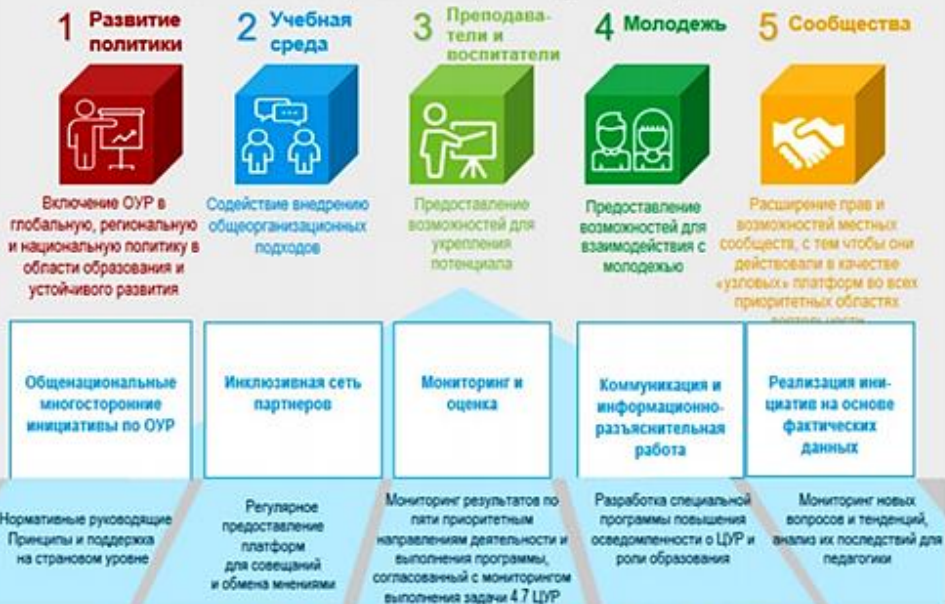 1 Развитие
политики
2 Учебная
среда
3 Преподава-
тели и
воспитатели
4 Молодежь
5 Сообщества
Включение ОУР в
глобальную, региональную
и национальную политику в
области образования и
устойчивого развития
Содействие внедрению
общеорганизационных
подходов
Предоставление
возможностей для
укрепления
потенциала
Предоставление
возможностей для
взаимодействия с
молодежью
Расширение прав и
возможностей местных
сообществ, с тем чтобы они
действовали в качестве
«узловых» платформ во всех
приоритетных областях
деятельности
Общенациональные
многосторонние
инициативы по ОУР
Инклюзивная сеть
партнеров
Мониторинг и
оценка
Коммуникация и
информационно-
разъяснительная
работа
Реализация ини-
циатив на основе
фактических
данных
Нормативные руководящие
Принципы и поддержка
на страновом уровне
Регулярное
предоставление
платформ
для совещаний
и обмена мнениями
Мониторинг результатов по
пяти приоритетным
направлениям деятельности и
выполнения программы,
согласованный с мониторингом
выполнения задачи 4.7 ЦУР
Разработка специальной
программы повышения
осведомленности о ЦУР и
роли образования
Мониторинг новых
вопросов и тенденций,
анализ их последствий для
педагогики